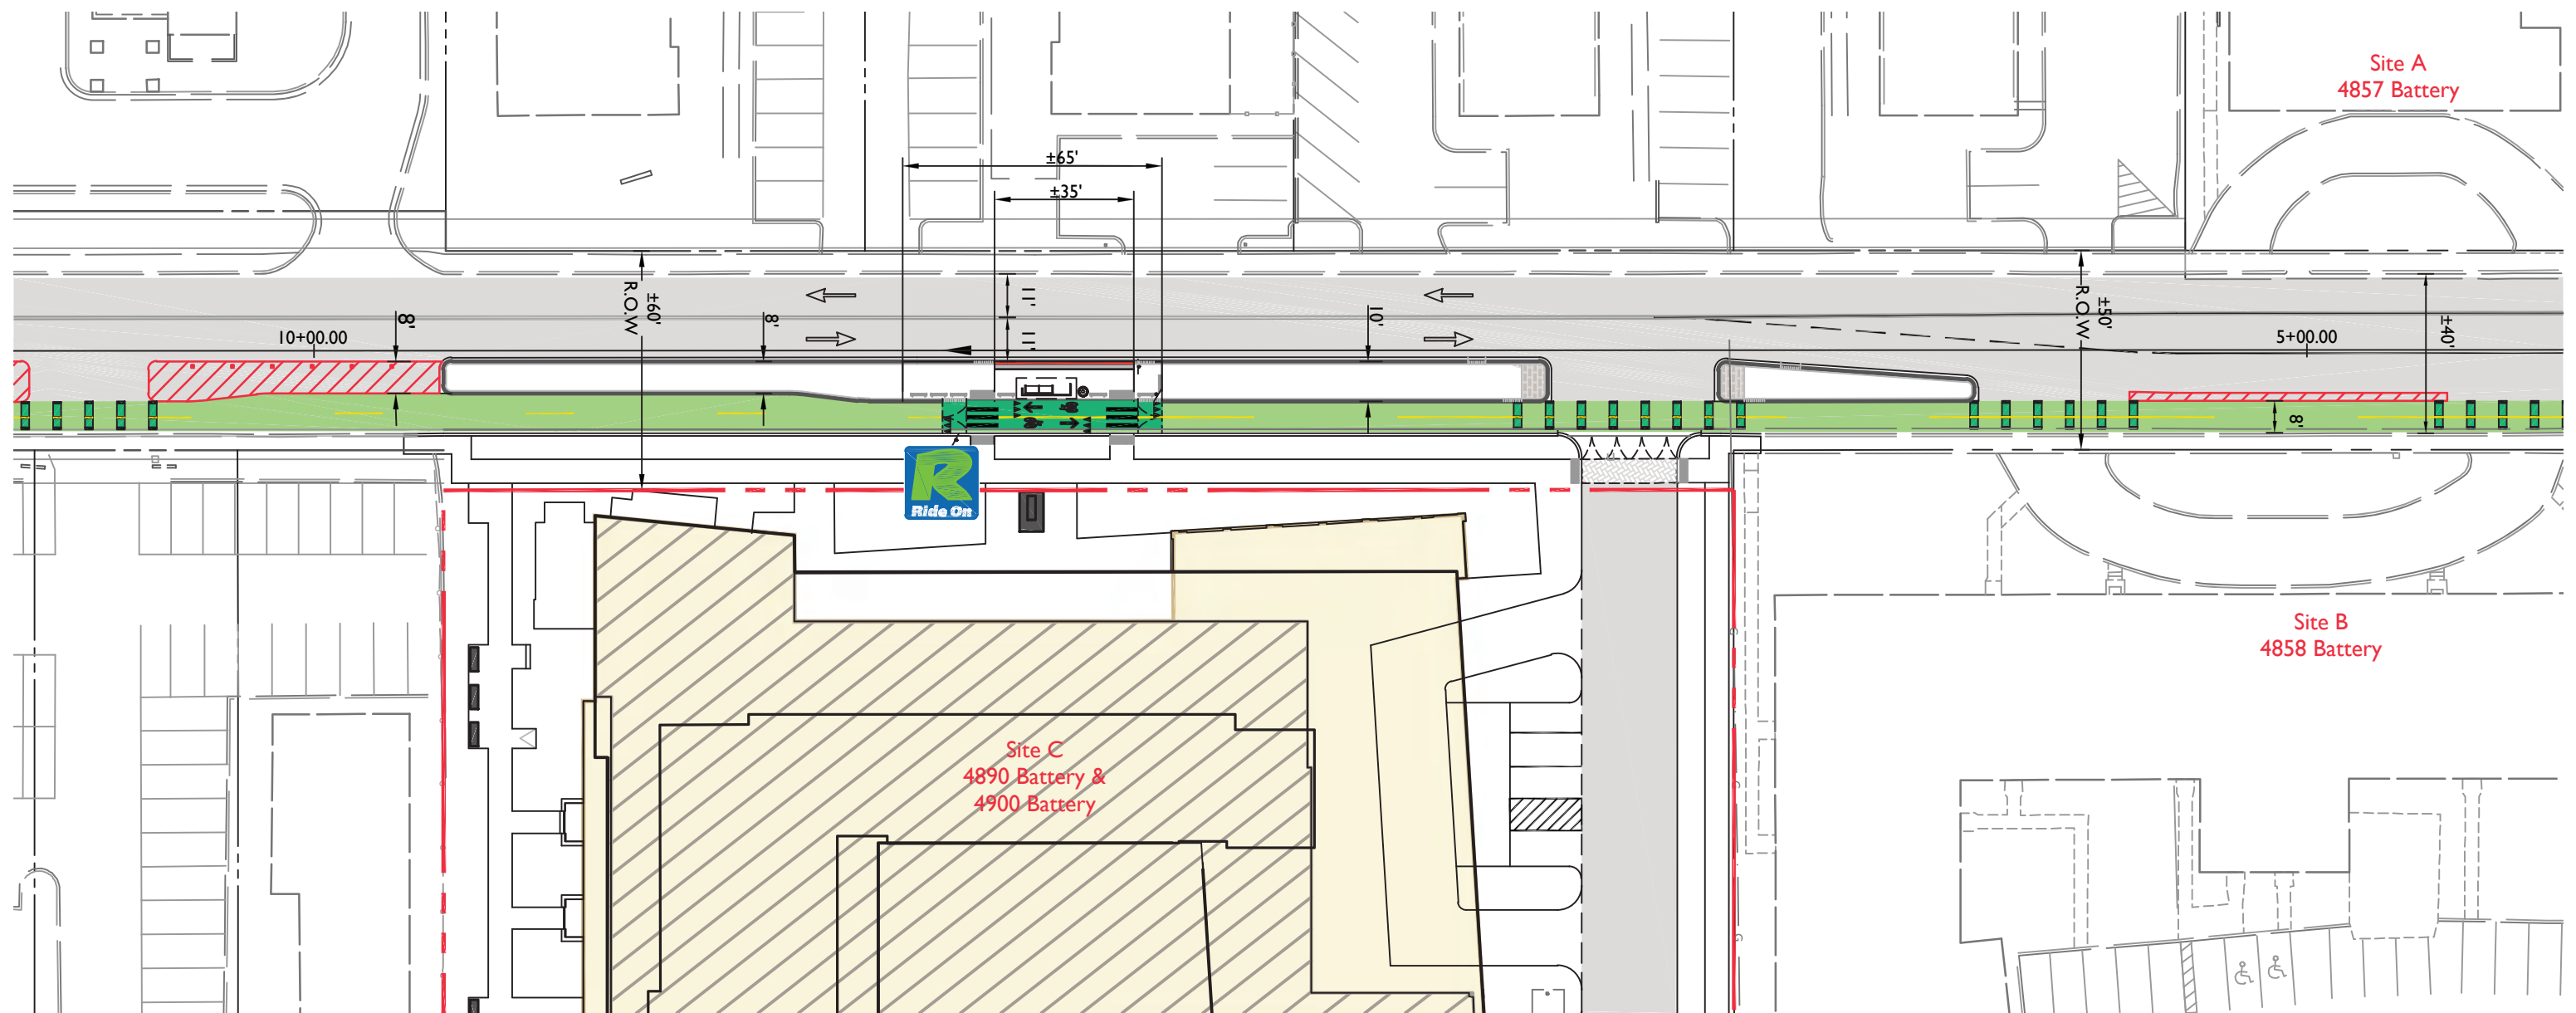 Site A
4857 Battery
±65'
±35'
11'
11'
8'
8'
10'
8'
±60'
R.O.W
±50'
R.O.W
±40'
10+00.00
5+00.00
R
Ride On
Site B
4858 Battery
Site C
4890 Battery &
4900 Battery